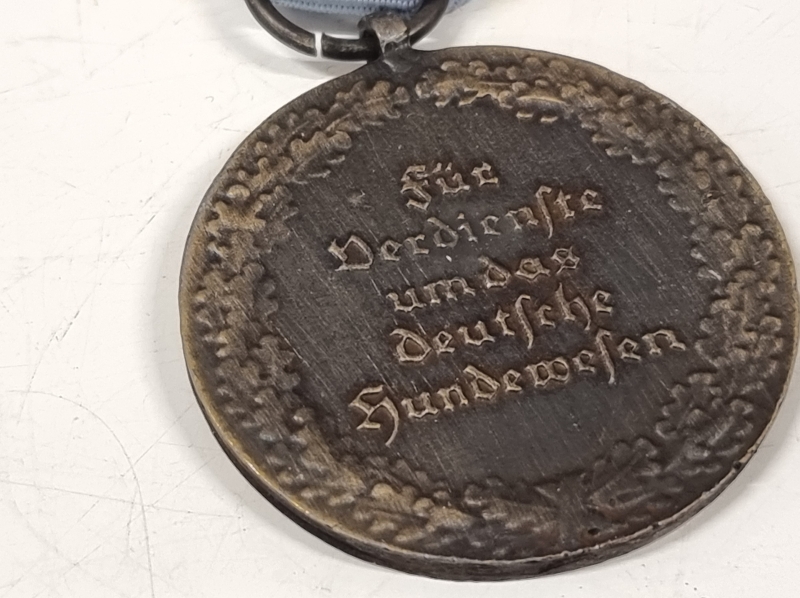 Für
Verdienste
um das
deutsche
Hundewesen